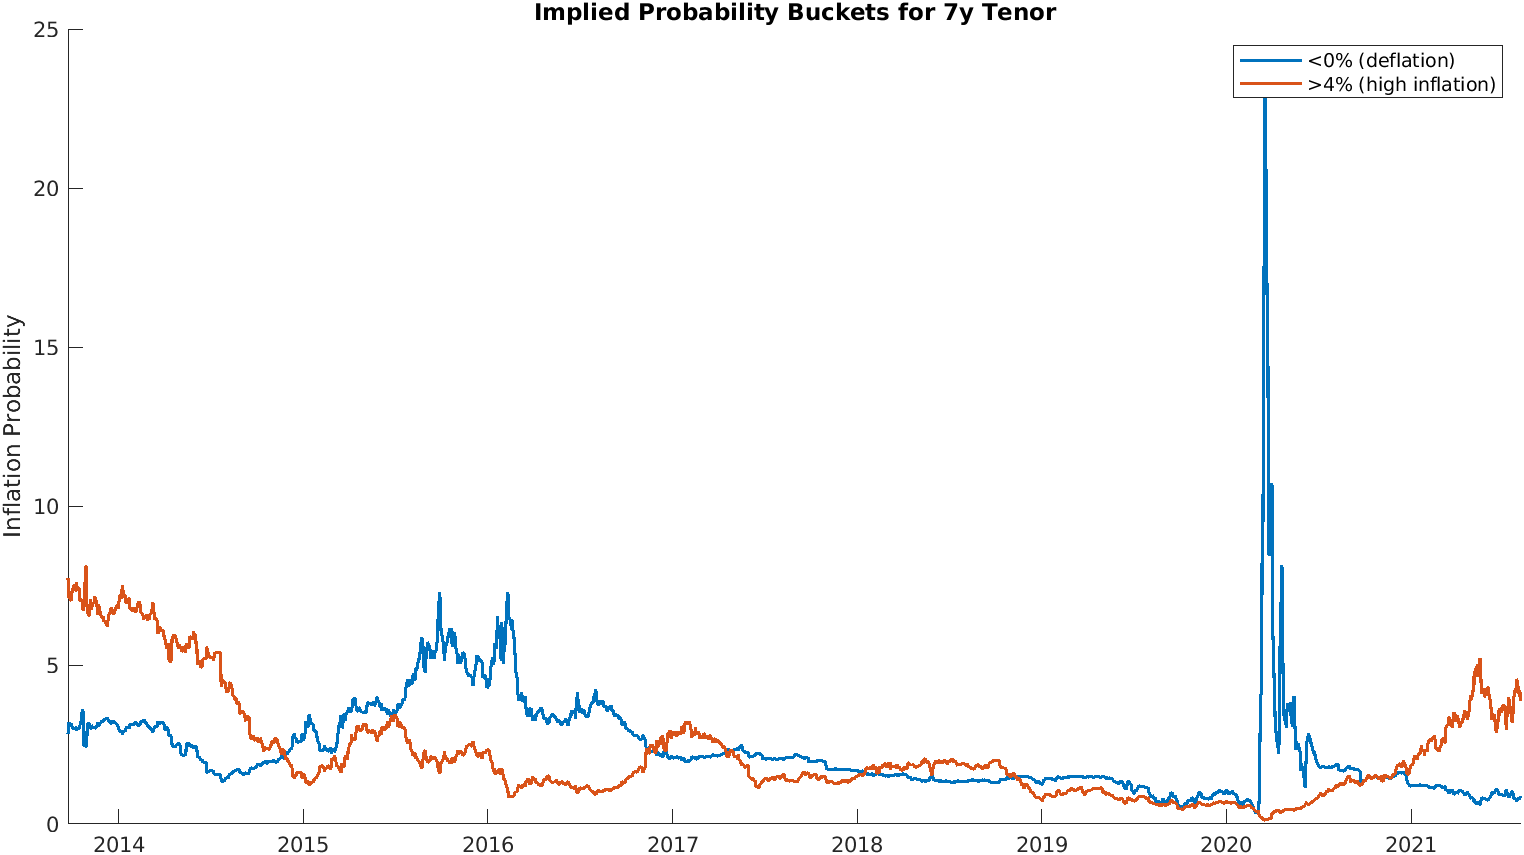 Implied Probability Buckets for 7y Tenor
<0% (deflation)
>4% (high inflation)
Inflation Probability
25
20
15
10
5
0
2014 2015 2016 2017 2018 2019 2020 2021